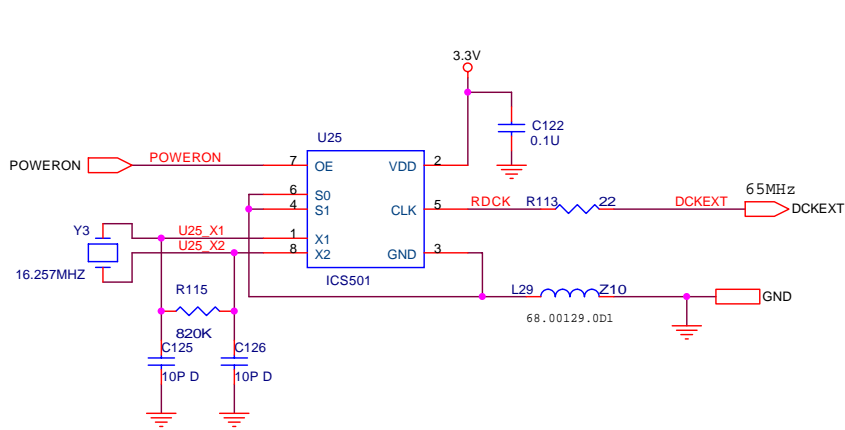 3.3V
C122
0.1U
U25
POWERON
POWERON
7
OE
VDD
2
6
S0
4
S1
CLK
5
RDCK
R113
22
DCKEXT
65MHz
DCKEXT
Y3
U25_X1
1
X1
U25_X2
8
X2
GND
3
16.257MHZ
ICS501
R115
820K
L29
Z10
GND
68.00129.0D1
C125
C126
10P D
10P D